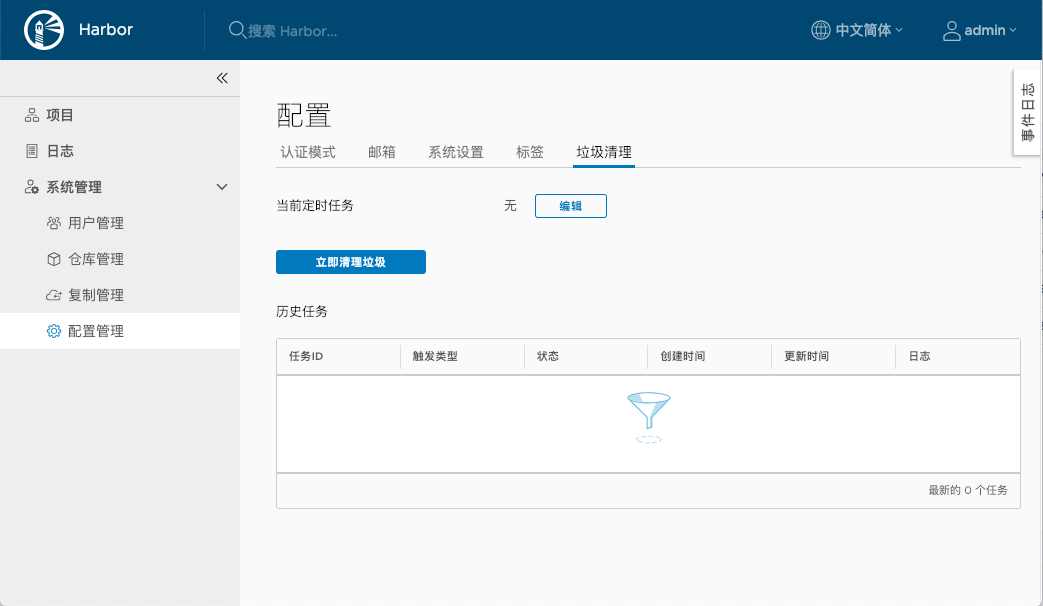 Harbor
搜索 Harbor...
中文简体
admin
事件日志
项目
日志
系统管理
用户管理
仓库管理
复制管理
配置管理
配置
认证模式 邮箱 系统设置 标签 垃圾清理
当前定时任务 无 编辑
立即清理垃圾
历史任务
任务ID 触发类型 状态 创建时间 更新时间 日志
最新的 0 个任务